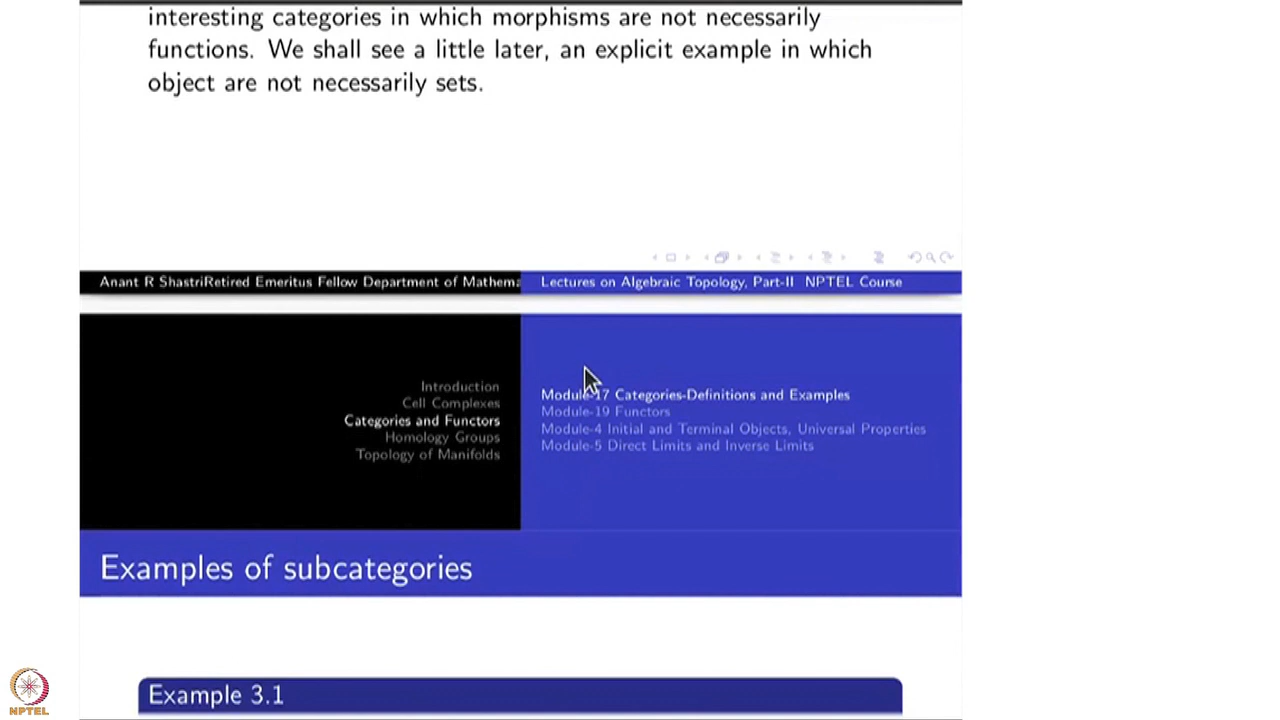 interesting categories in which morphisms are not necessarily
functions. We shall see a little later, an explicit example in which
object are not necessarily sets.
Anant R ShastriRetired Emeritus Fellow Department of Mathema
Lectures on Algebraic Topology, Part-II NPTEL Course
Introduction
Cell Complexes
Categories and Functors
Homology Groups
Topology of Manifolds
Module-17 Categories-Definitions and Examples
Module-19 Functors
Module-4 Initial and Terminal Objects, Universal Properties
Module-5 Direct Limits and Inverse Limits
Examples of subcategories
Example 3.1
NPTEL